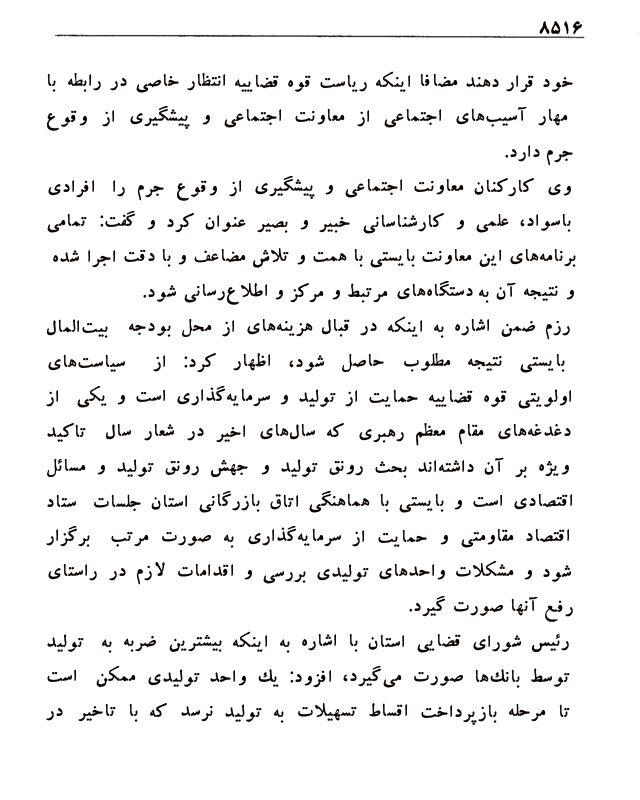 ۸۵۱۶
خود قرار دهند مضافا اینکه ریاست قوه قضاییه انتظار خاصی در رابطه با
مهار آسیب‌های اجتماعی از معاونت اجتماعی و پیشگیری از وقوع
جرم دارد.
وی کارکنان معاونت اجتماعی و پیشگیری از وقوع جرم را افرادی
باسواد، علمی و کارشناسانی خبیر و بصیر عنوان کرد و گفت: تمامی
برنامه‌های این معاونت بایستی با همت و تلاش مضاعف و با دقت اجرا شده
و نتیجه آن به دستگاه‌های مرتبط و مرکز و اطلاع‌رسانی شود.
رزم ضمن اشاره به اینکه در قبال هزینه‌های از محل بودجه بیت‌المال
بایستی نتیجه مطلوب حاصل شود، اظهار کرد: از سیاست‌های
اولویتی قوه قضاییه حمایت از تولید و سرمایه‌گذاری است و یکی از
دغدغه‌های مقام معظم رهبری که سال‌های اخیر در شعار سال تاکید
ویژه بر آن داشته‌اند بحث رونق تولید و جهش رونق تولید و مسائل
اقتصادی است و بایستی با هماهنگی اتاق بازرگانی استان جلسات ستاد
اقتصاد مقاومتی و حمایت از سرمایه‌گذاری به صورت مرتب برگزار
شود و مشکلات واحدهای تولیدی بررسی و اقدامات لازم در راستای
رفع آنها صورت گیرد.
رئیس شورای قضایی استان با اشاره به اینکه بیشترین ضربه به تولید
توسط بانك‌ها صورت می‌گیرد، افزود: یك واحد تولیدی ممکن است
تا مرحله بازپرداخت اقساط تسهیلات به تولید نرسد که با تاخیر در